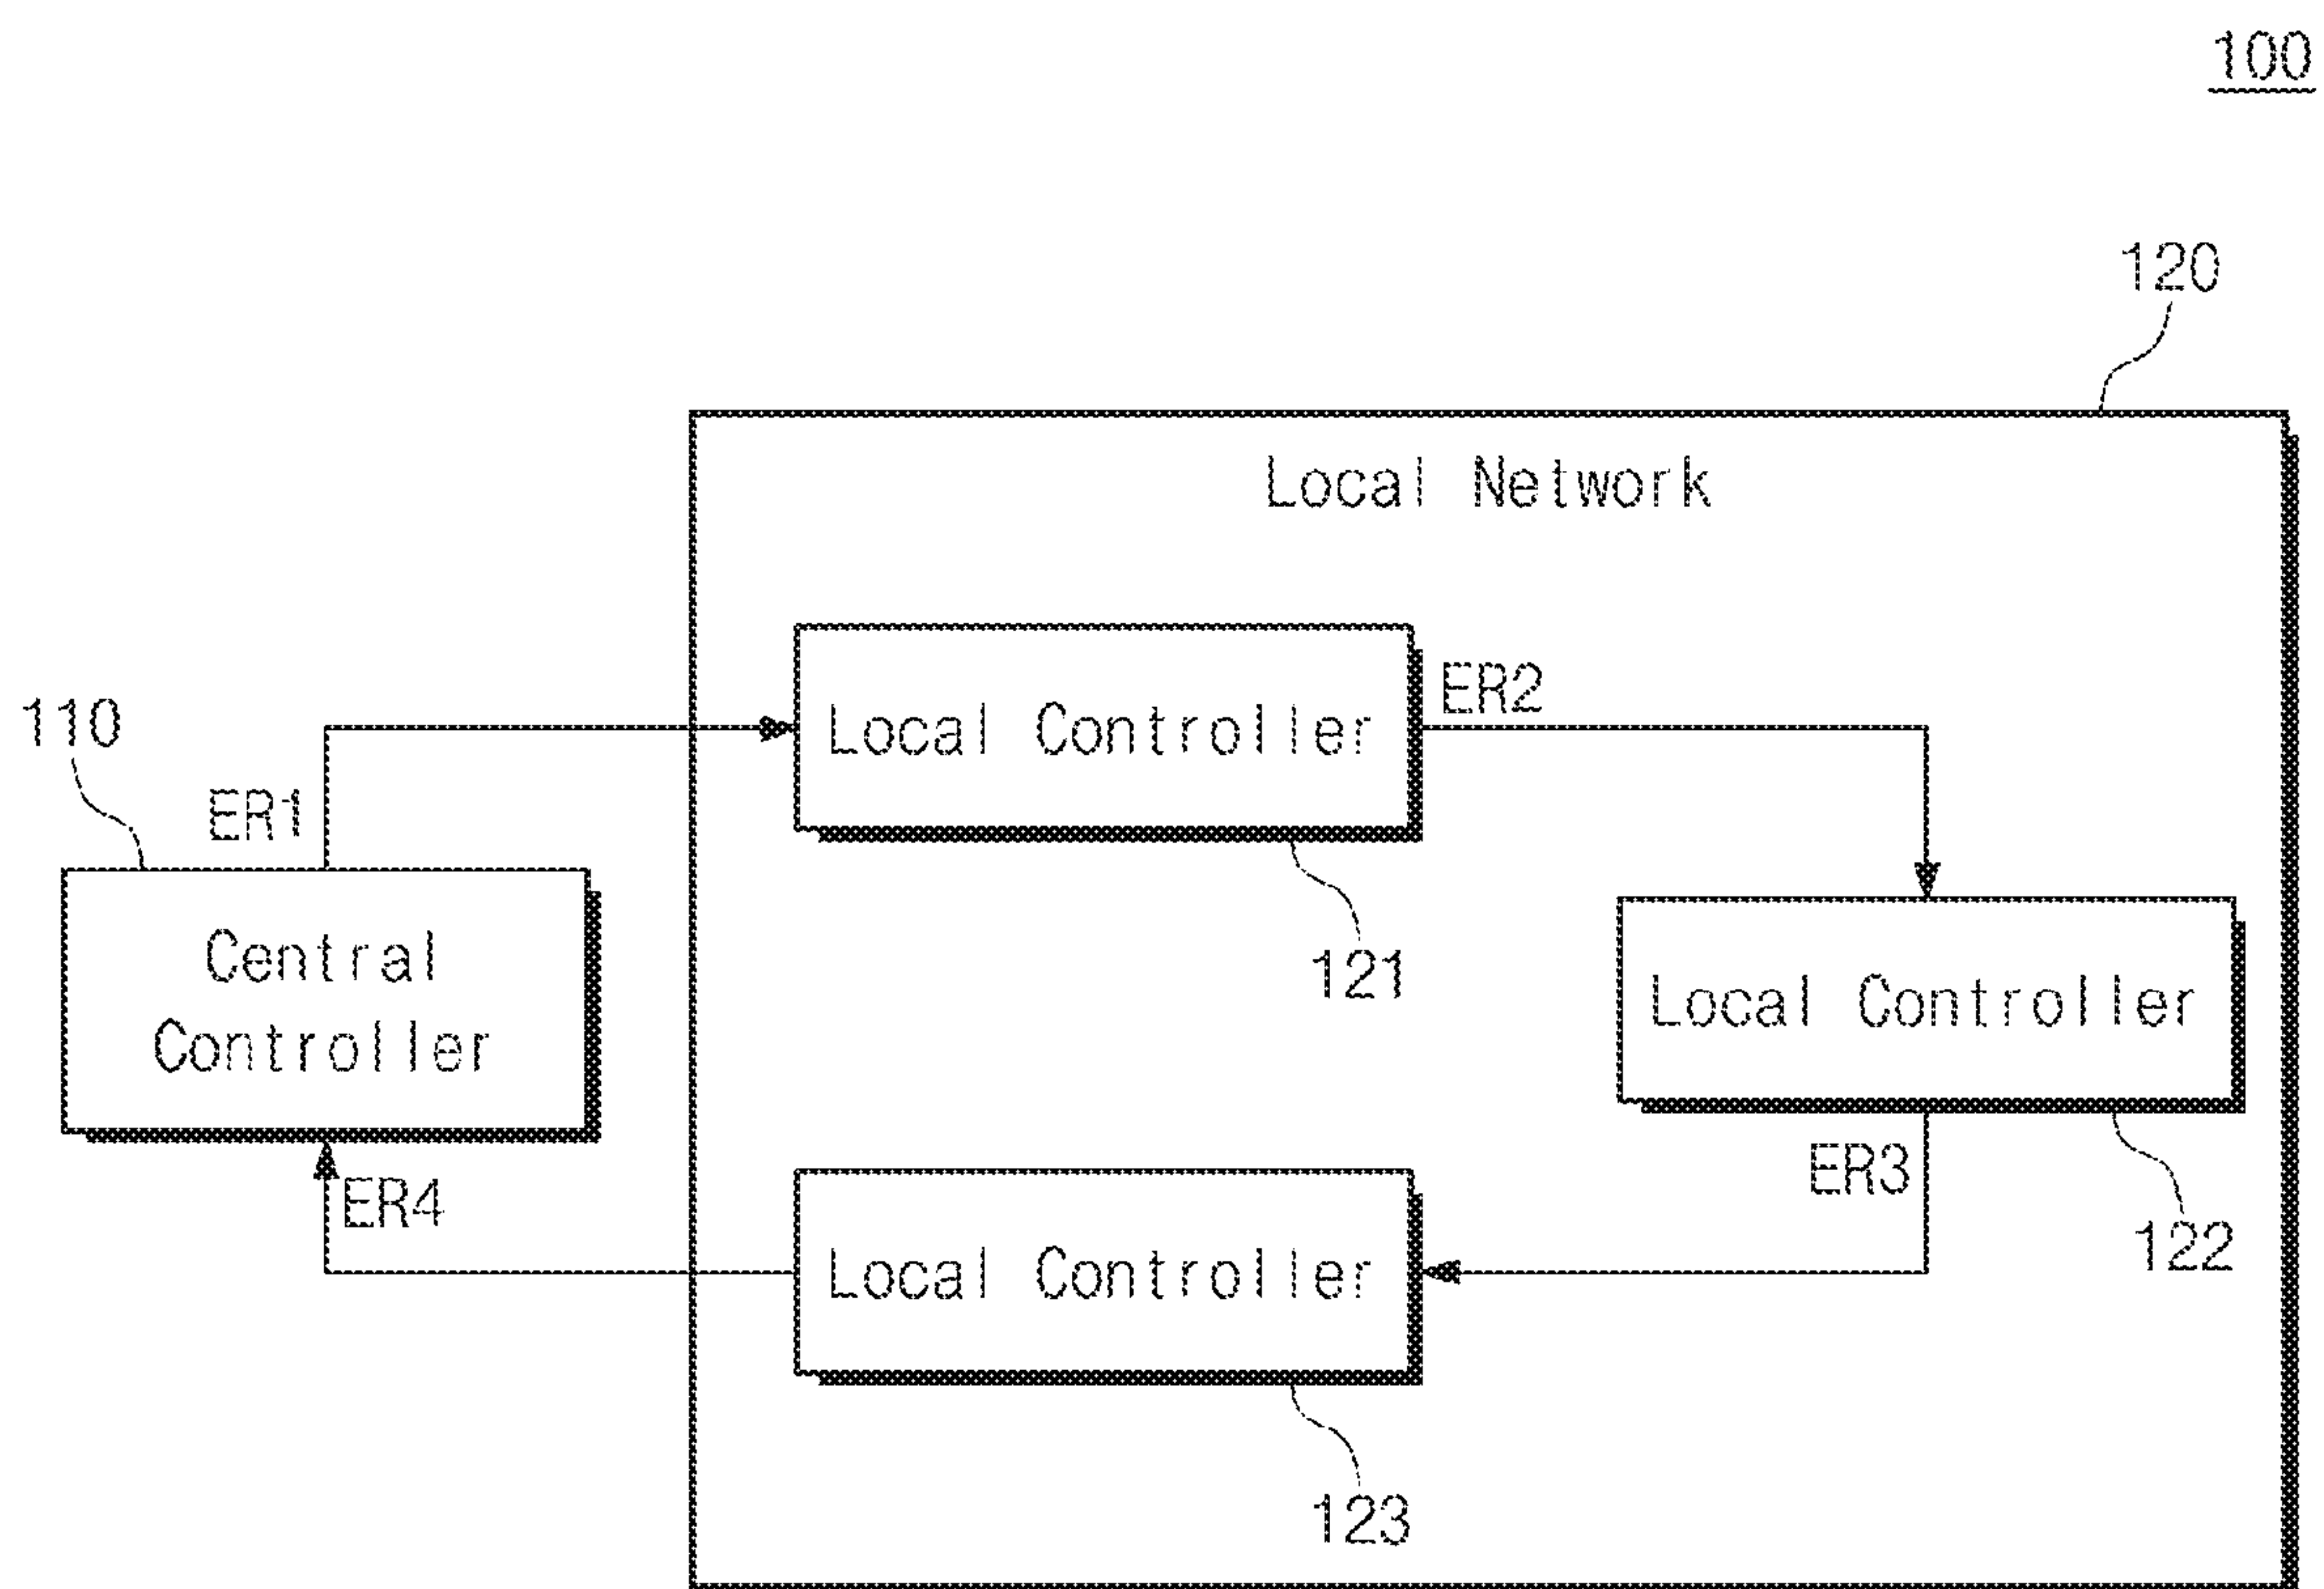 100
120
Local Network
Local Controller
ER2
110
ER1
Central
Controller
121
Local Controller
ER3
ER4
Local Controller
122
123